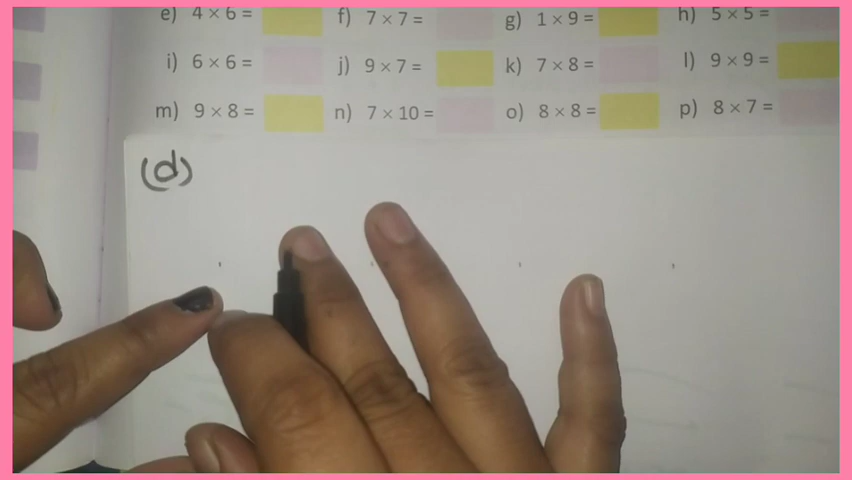 e) 4 × 6 = f) 7 × 7 = g) 1 × 9 = h) 5 × 5 =
i) 6 × 6 = j) 9 × 7 = k) 7 × 8 = l) 9 × 9 =
m) 9 × 8 = n) 7 × 10 = o) 8 × 8 = p) 8 × 7 =
(d)